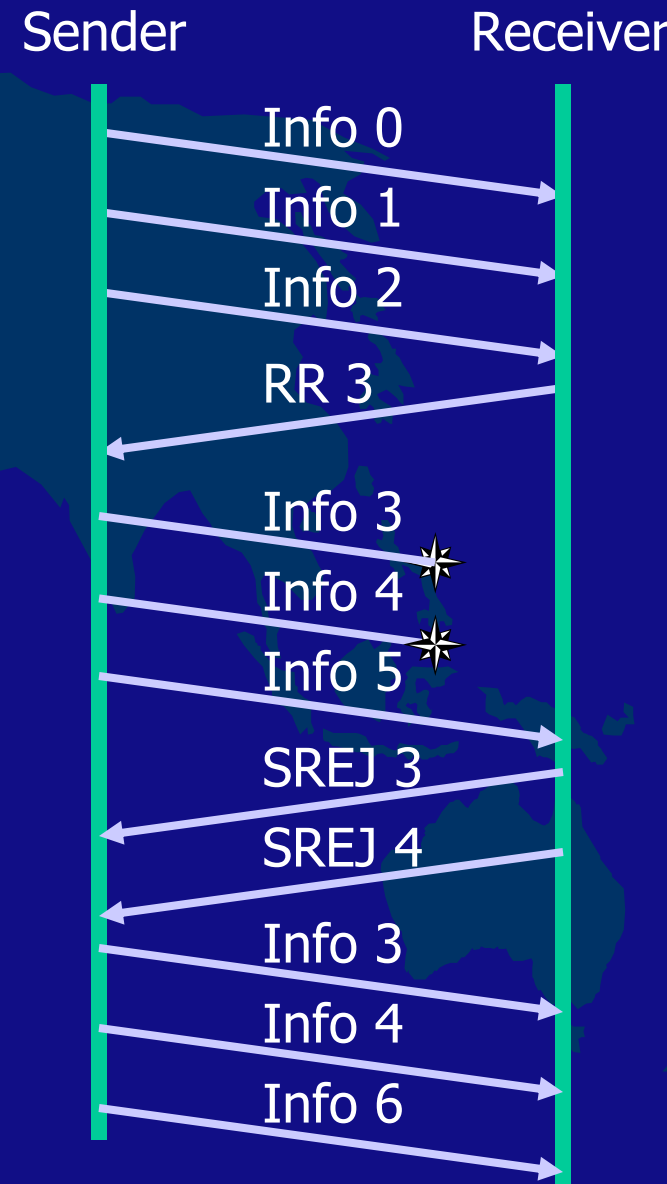 Sender Receiver
Info 0
Info 1
Info 2
RR 3
Info 3
Info 4
Info 5
SREJ 3
SREJ 4
Info 3
Info 4
Info 6